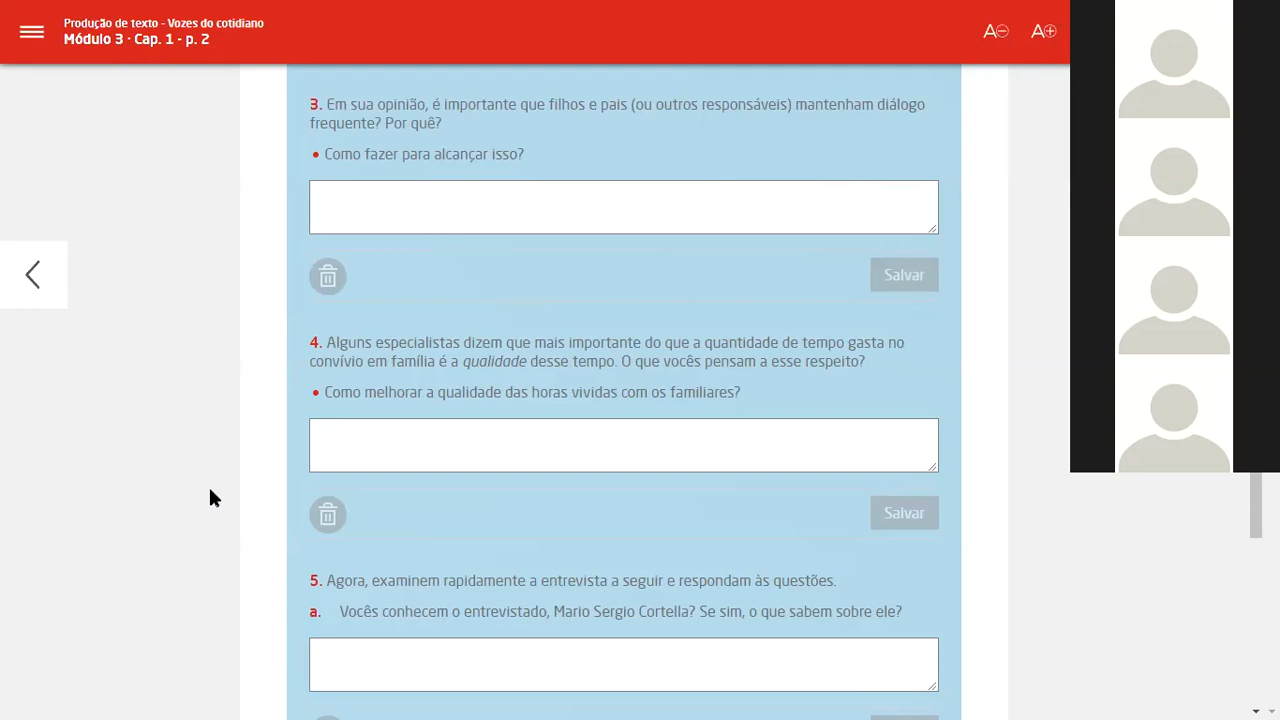 Produção de texto - Vozes do cotidiano
Módulo 3 · Cap. 1 - p. 2
A- A+
3. Em sua opinião, é importante que filhos e pais (ou outros responsáveis) mantenham diálogo
frequente? Por quê?
• Como fazer para alcançar isso?
Salvar
4. Alguns especialistas dizem que mais importante do que a quantidade de tempo gasta no
convívio em família é a qualidade desse tempo. O que vocês pensam a esse respeito?
• Como melhorar a qualidade das horas vividas com os familiares?
Salvar
5. Agora, examinem rapidamente a entrevista a seguir e respondam às questões.
a. Vocês conhecem o entrevistado, Mario Sergio Cortella? Se sim, o que sabem sobre ele?